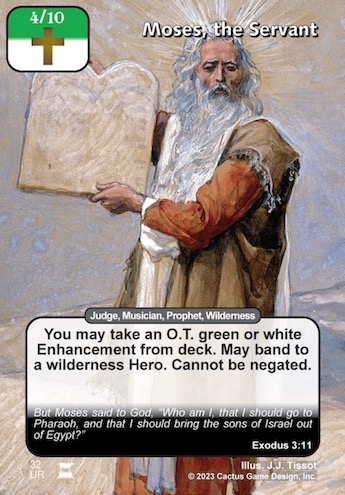 4/10
Moses, the Servant
Judge, Musician, Prophet, Wilderness
You may take an O.T. green or white
Enhancement from deck. May band to
a wilderness Hero. Cannot be negated.
But Moses said to God, "Who am I, that I should go to
Pharaoh, and that I should bring the sons of Israel out
of Egypt?"
Exodus 3:11
32
UR
Illus. J.J. Tissot
© 2023 Cactus Game Design, Inc.